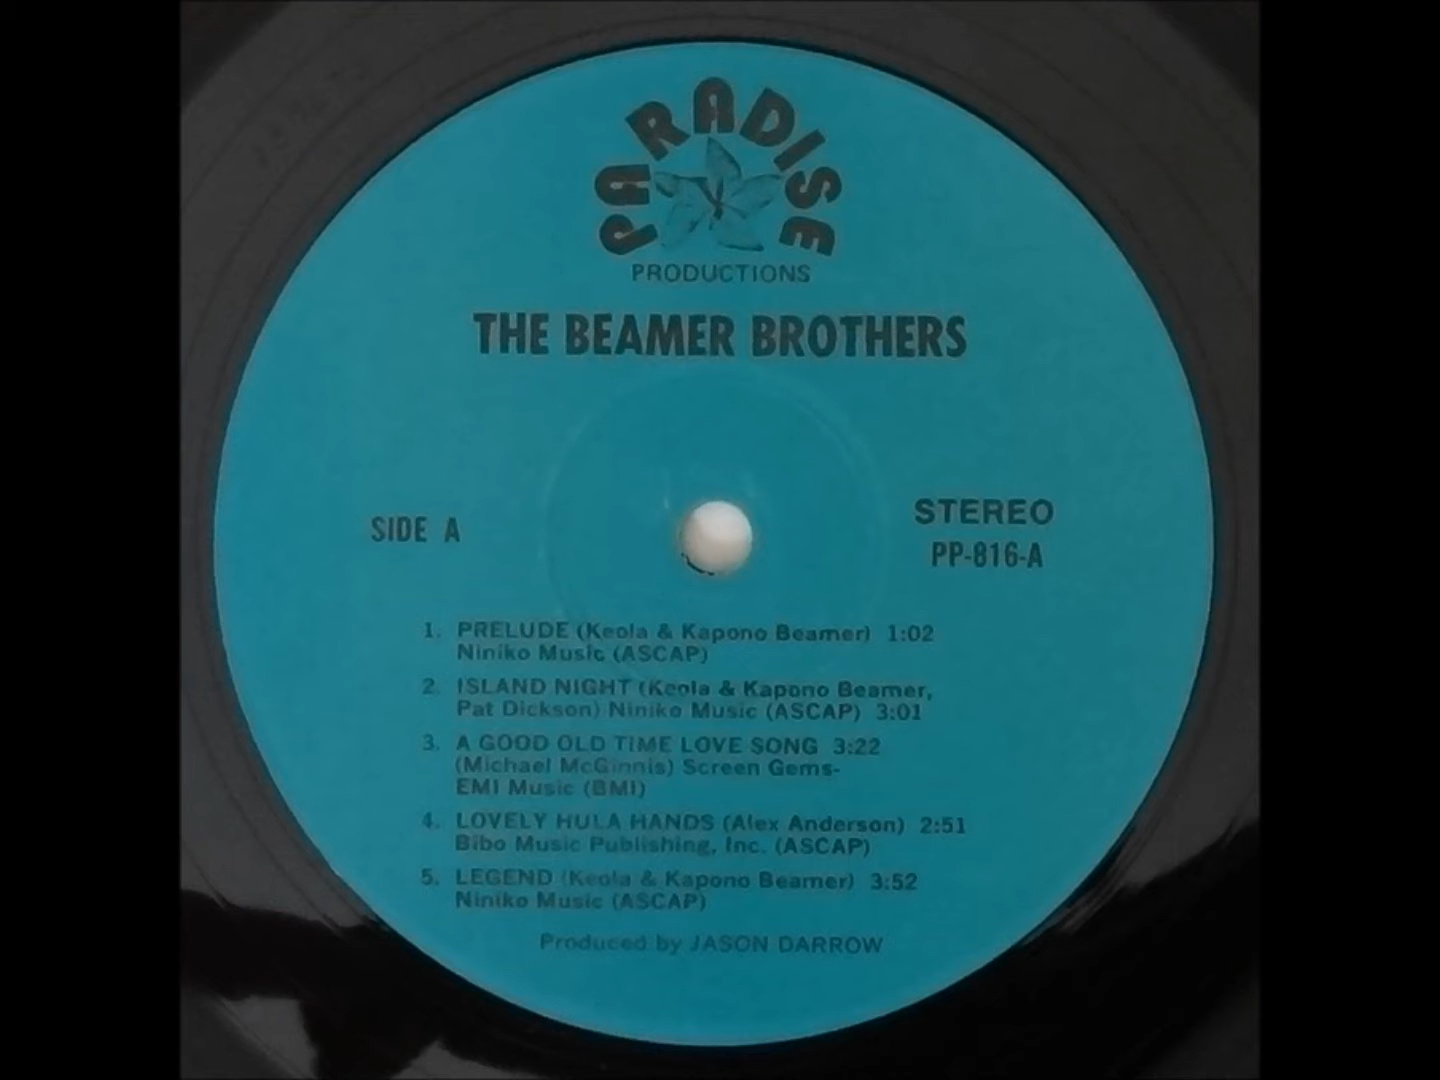 PARADISE
PRODUCTIONS
THE BEAMER BROTHERS
SIDE A
STEREO
PP-816-A
1. PRELUDE (Keola & Kapono Beamer) 1:02
Niniko Music (ASCAP)
2. ISLAND NIGHT (Keola & Kapono Beamer,
Pat Dickson) Niniko Music (ASCAP) 3:01
3. A GOOD OLD TIME LOVE SONG 3:22
(Michael McGinnis) Screen Gems-
EMI Music (BMI)
4. LOVELY HULA HANDS (Alex Anderson) 2:51
Bibo Music Publishing, Inc. (ASCAP)
5. LEGEND (Keola & Kapono Beamer) 3:52
Niniko Music (ASCAP)
Produced by JASON DARROW